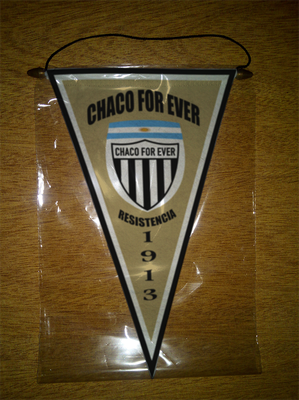 CHACO FOR EVER
CHACO FOR EVER
RESISTENCIA
1913